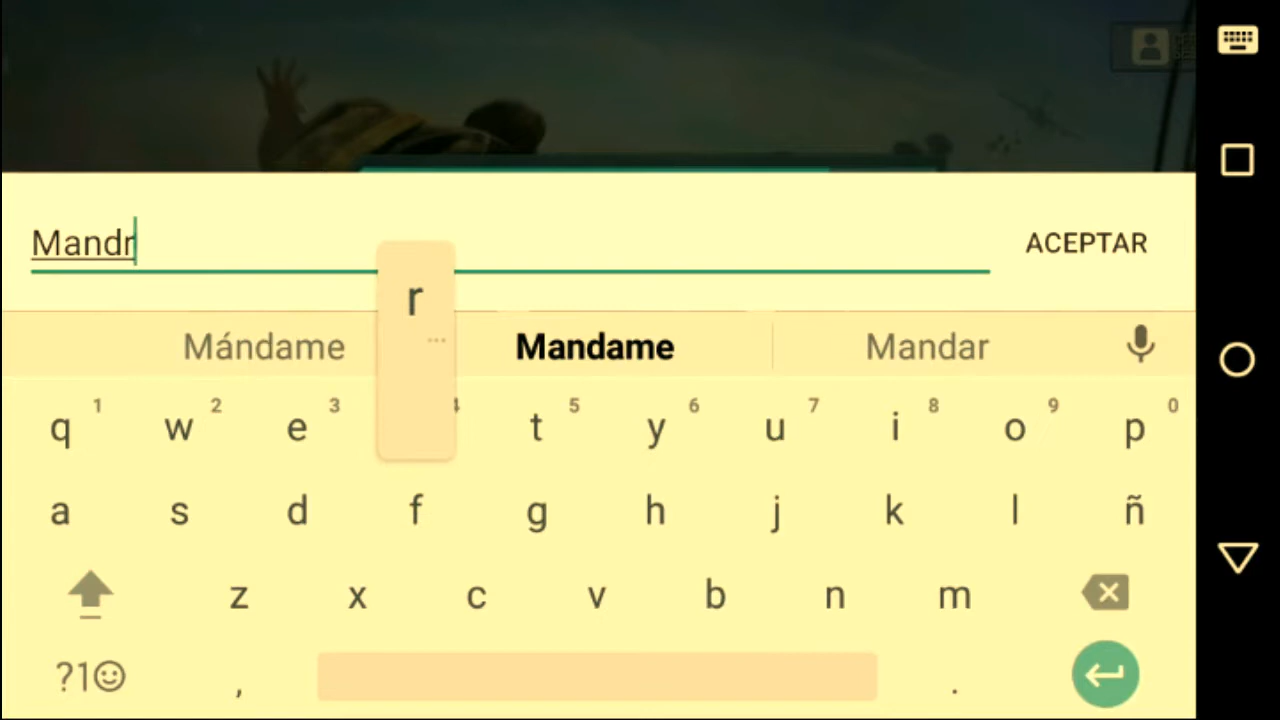 Mandr
ACEPTAR
r
...
Mándame
Mandame
Mandar
q 1 w 2 e 3 4 t 5 y 6 u 7 i 8 o 9 p 0
a s d f g h j k l ñ
z x c v b n m
?1☺ , .